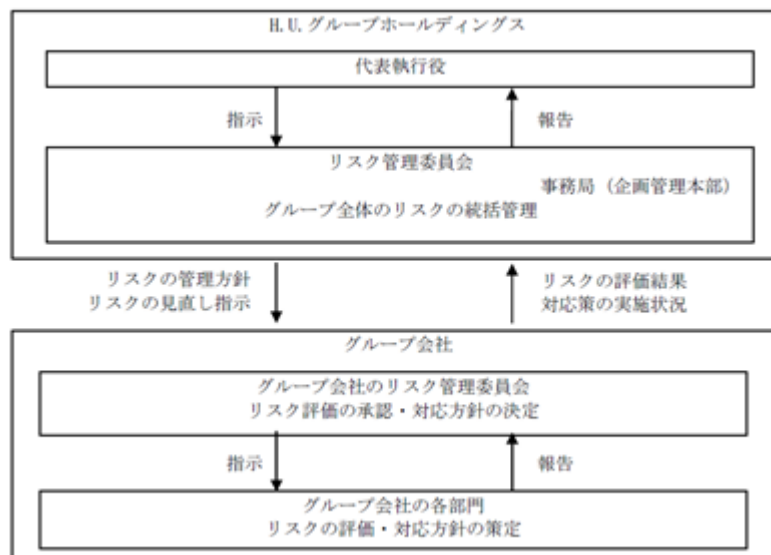 H.U.グループホールディングス
代表執行役
指示
報告
リスク管理委員会
事務局（企画管理本部）
グループ全体のリスクの統括管理
リスクの管理方針
リスクの見直し指示
リスクの評価結果
対応策の実施状況
グループ会社
グループ会社のリスク管理委員会
リスク評価の承認・対応方針の決定
指示
報告
グループ会社の各部門
リスクの評価・対応方針の策定